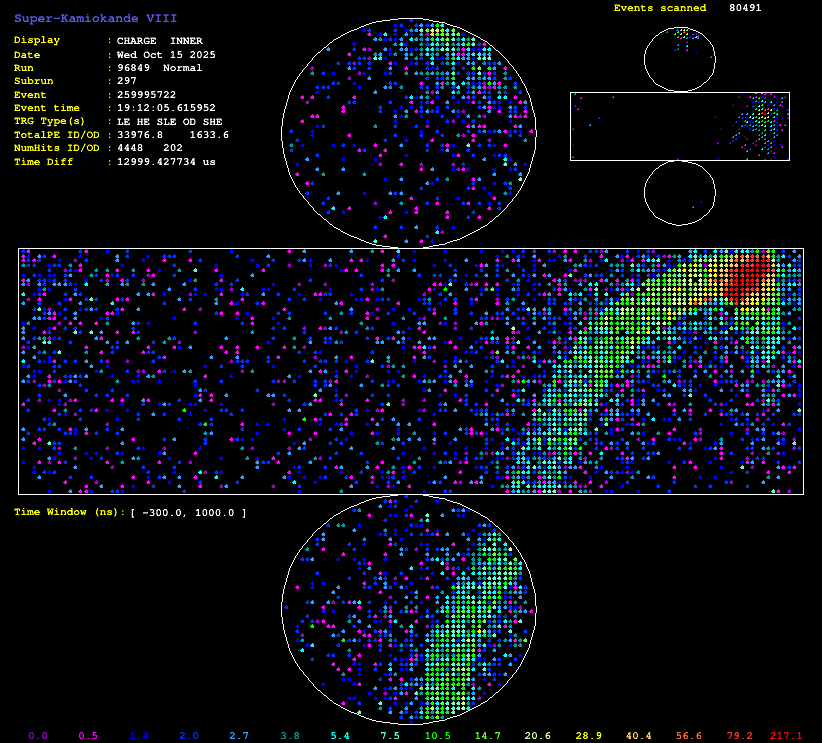 Super-Kamiokande VIII
Events scanned 80491
Display : CHARGE INNER
Date : Wed Oct 15 2025
Run : 96849 Normal
Subrun : 297
Event : 259995722
Event time : 19:12:05.615952
TRG Type(s) : LE HE SLE OD SHE
TotalPE ID/OD : 33976.8 1633.6
NumHits ID/OD : 4448 202
Time Diff : 12999.427734 us
Time Window (ns): [ -300.0, 1000.0 ]
0.0 0.5 1.4 2.0 2.7 3.8 5.4 7.5 10.5 14.7 20.6 28.9 40.4 56.6 79.2 217.1